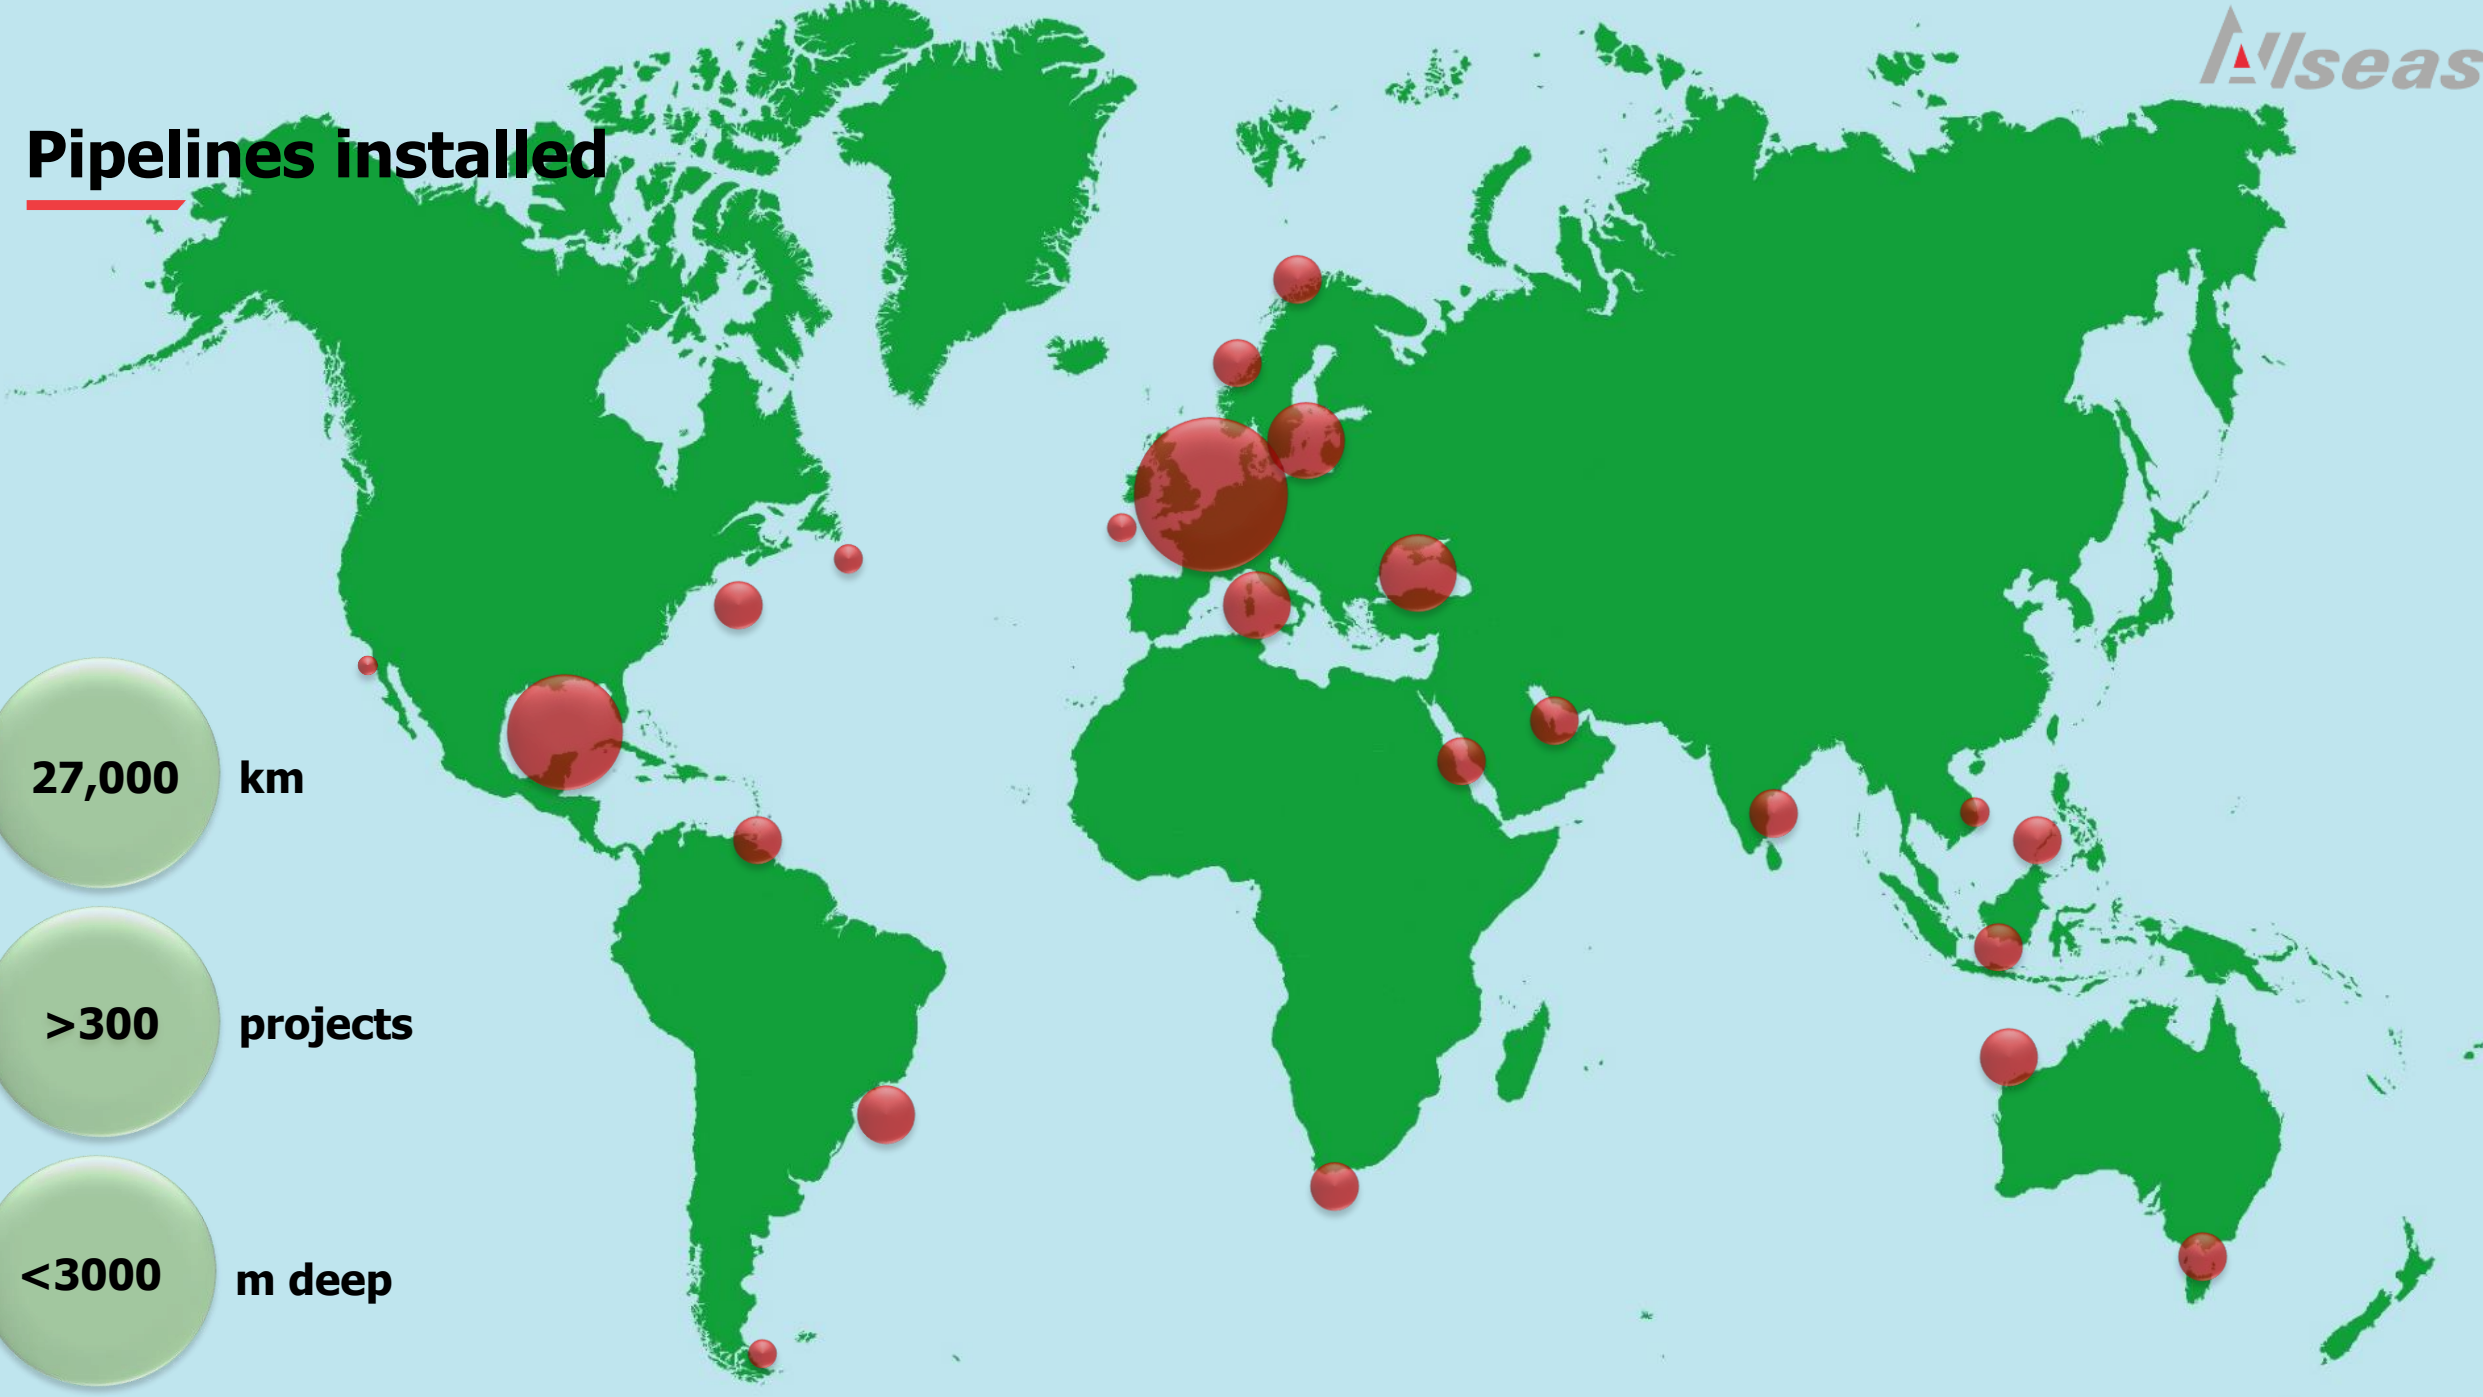 Allseas
Pipelines installed
27,000 km
>300 projects
<3000 m deep